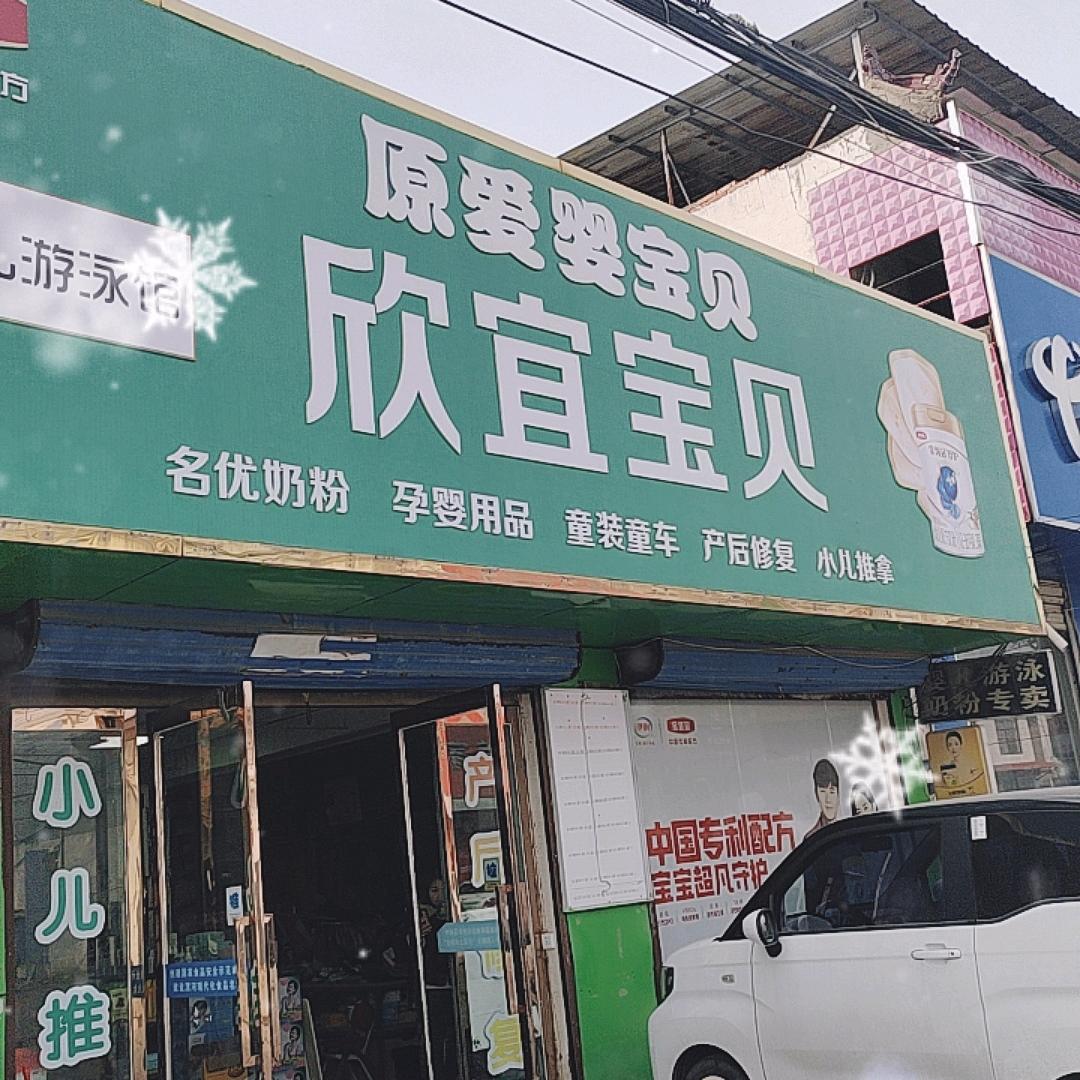 方
游泳馆
原爱婴宝贝
欣宜宝贝
名优奶粉 孕婴用品 童装童车 产后修复 小儿推拿
婴儿游泳
奶粉专卖
小儿推
产后修复
中国专利配方
宝宝超凡守护